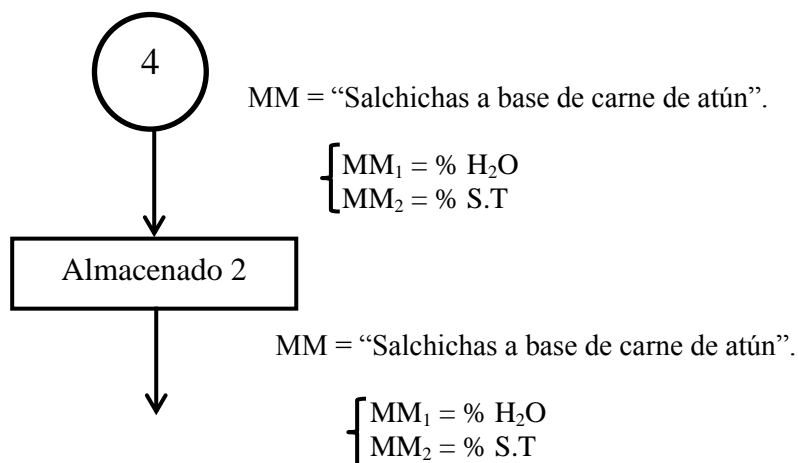 4
MM = “Salchichas a base de carne de atún”.
MM₁ = % H₂O
MM₂ = % S.T
Almacenado 2
MM = “Salchichas a base de carne de atún”.
MM₁ = % H₂O
MM₂ = % S.T